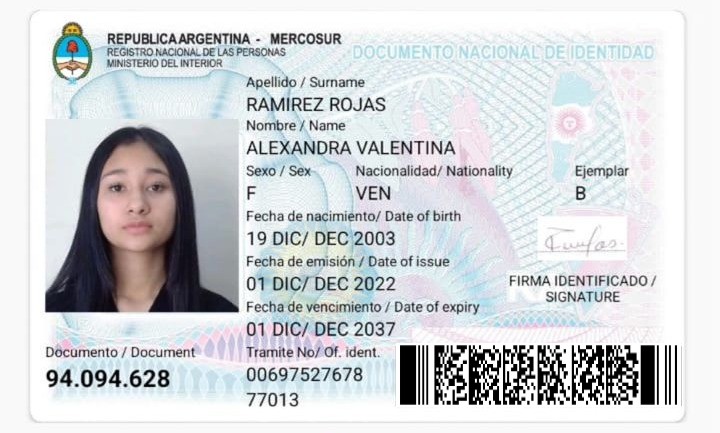 REPUBLICA ARGENTINA - MERCOSUR
REGISTRO NACIONAL DE LAS PERSONAS
MINISTERIO DEL INTERIOR
DOCUMENTO NACIONAL DE IDENTIDAD
Apellido / Surname
RAMIREZ ROJAS
Nombre / Name
ALEXANDRA VALENTINA
Sexo / Sex
Nacionalidad/ Nationality
Ejemplar
F
VEN
B
Fecha de nacimiento/ Date of birth
19 DIC/ DEC 2003
Fecha de emisión / Date of issue
01 DIC/ DEC 2022
FIRMA IDENTIFICADO /
SIGNATURE
Fecha de vencimiento / Date of expiry
01 DIC/ DEC 2037
Documento / Document
94.094.628
Tramite No/ Of. ident.
00697527678
77013